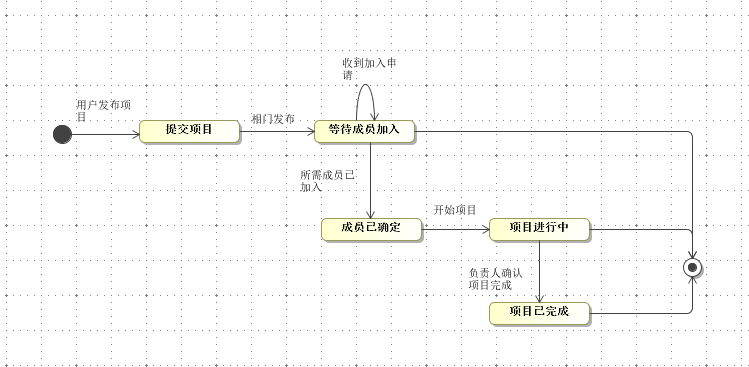 收到加入申
请
用户发布项
目
提交项目
相门发布
等待成员加入
所需成员已
加入
成员已确定
开始项目
项目进行中
负责人确认
项目完成
项目已完成